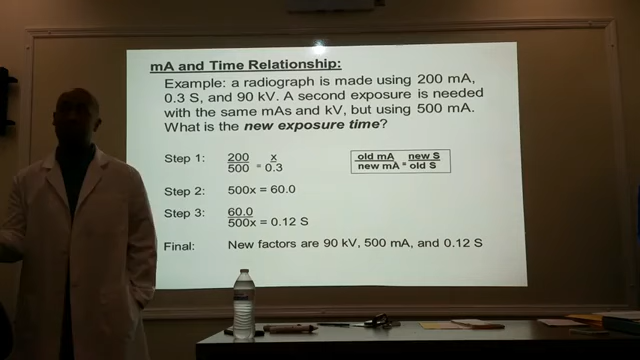 mA and Time Relationship:
Example: a radiograph is made using 200 mA,
0.3 S, and 90 kV. A second exposure is needed
with the same mAs and kV, but using 500 mA.
What is the new exposure time?
Step 1: 200/500 = x/0.3
old mA/new mA = new S/old S
Step 2: 500x = 60.0
Step 3: 60.0/500x = 0.12 S
Final: New factors are 90 kV, 500 mA, and 0.12 S